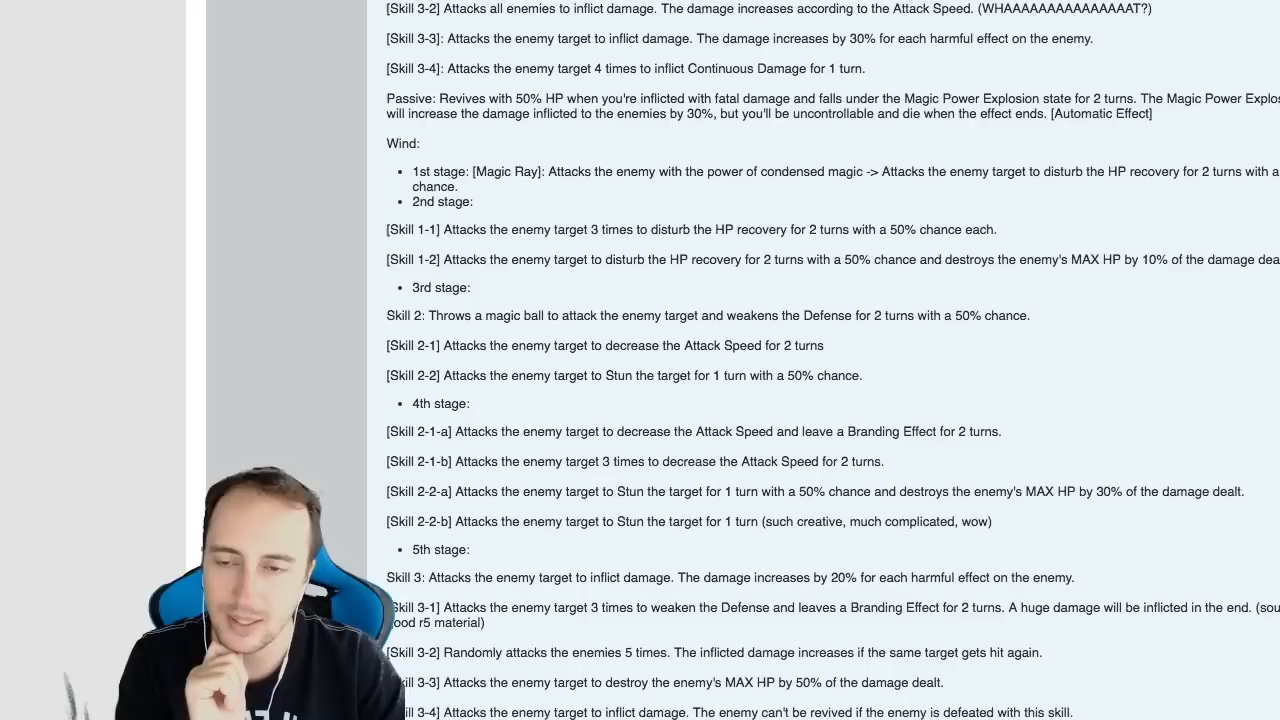 [Skill 3-2] Attacks all enemies to inflict damage. The damage increases according to the Attack Speed. (WHAAAAAAAAAAAAAAT?)
[Skill 3-3]: Attacks the enemy target to inflict damage. The damage increases by 30% for each harmful effect on the enemy.
[Skill 3-4]: Attacks the enemy target 4 times to inflict Continuous Damage for 1 turn.
Passive: Revives with 50% HP when you're inflicted with fatal damage and falls under the Magic Power Explosion state for 2 turns. The Magic Power Explos
will increase the damage inflicted to the enemies by 30%, but you'll be uncontrollable and die when the effect ends. [Automatic Effect]
Wind:
• 1st stage: [Magic Ray]: Attacks the enemy with the power of condensed magic -> Attacks the enemy target to disturb the HP recovery for 2 turns with a
chance.
• 2nd stage:
[Skill 1-1] Attacks the enemy target 3 times to disturb the HP recovery for 2 turns with a 50% chance each.
[Skill 1-2] Attacks the enemy target to disturb the HP recovery for 2 turns with a 50% chance and destroys the enemy's MAX HP by 10% of the damage dea
• 3rd stage:
Skill 2: Throws a magic ball to attack the enemy target and weakens the Defense for 2 turns with a 50% chance.
[Skill 2-1] Attacks the enemy target to decrease the Attack Speed for 2 turns
[Skill 2-2] Attacks the enemy target to Stun the target for 1 turn with a 50% chance.
• 4th stage:
[Skill 2-1-a] Attacks the enemy target to decrease the Attack Speed and leave a Branding Effect for 2 turns.
[Skill 2-1-b] Attacks the enemy target 3 times to decrease the Attack Speed for 2 turns.
[Skill 2-2-a] Attacks the enemy target to Stun the target for 1 turn with a 50% chance and destroys the enemy's MAX HP by 30% of the damage dealt.
[Skill 2-2-b] Attacks the enemy target to Stun the target for 1 turn (such creative, much complicated, wow)
• 5th stage:
Skill 3: Attacks the enemy target to inflict damage. The damage increases by 20% for each harmful effect on the enemy.
Skill 3-1] Attacks the enemy target 3 times to weaken the Defense and leaves a Branding Effect for 2 turns. A huge damage will be inflicted in the end. (sou
ood r5 material)
[Skill 3-2] Randomly attacks the enemies 5 times. The inflicted damage increases if the same target gets hit again.
kill 3-3] Attacks the enemy target to destroy the enemy's MAX HP by 50% of the damage dealt.
ill 3-4] Attacks the enemy target to inflict damage. The enemy can't be revived if the enemy is defeated with this skill.